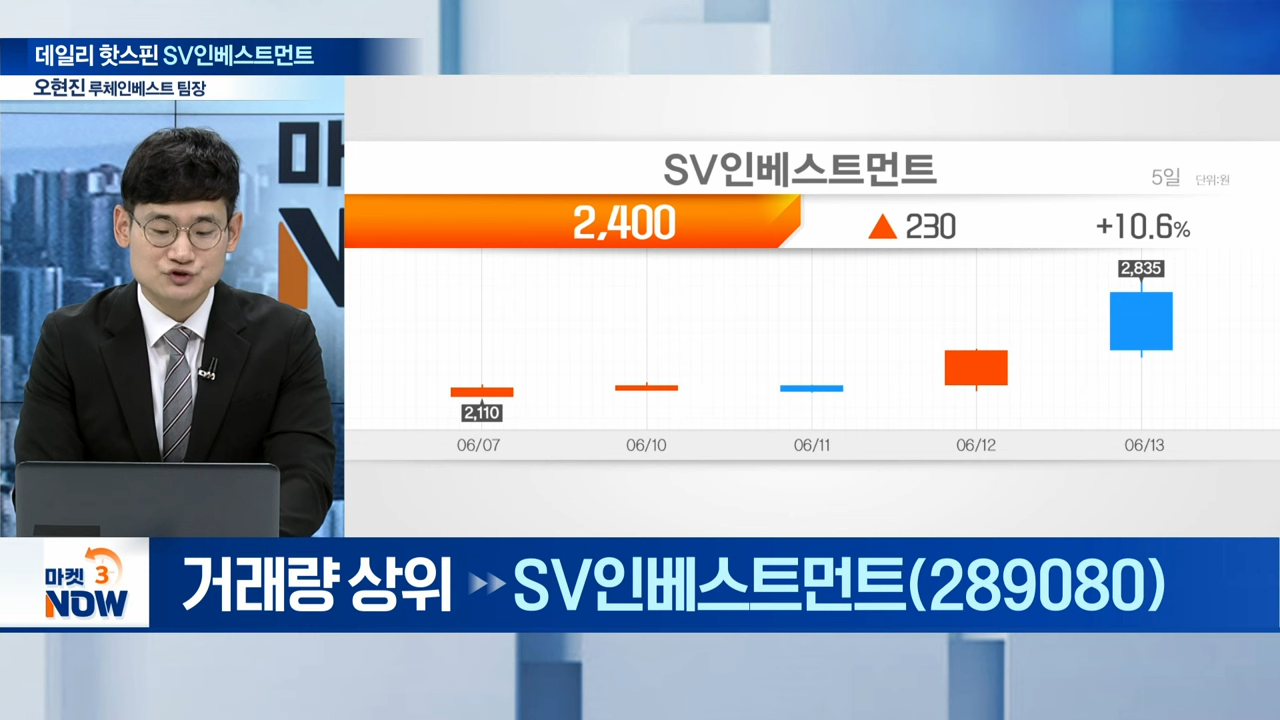 데일리 핫스핀 SV인베스트먼트
오현진 루체인베스트 팀장
마
N
SV인베스트먼트
5일 단위:원
2,400 ▲ 230 +10.6%
2,835
2,110
06/07 06/10 06/11 06/12 06/13
마켓 3
NOW
거래량 상위 ▶▶ SV인베스트먼트(289080)